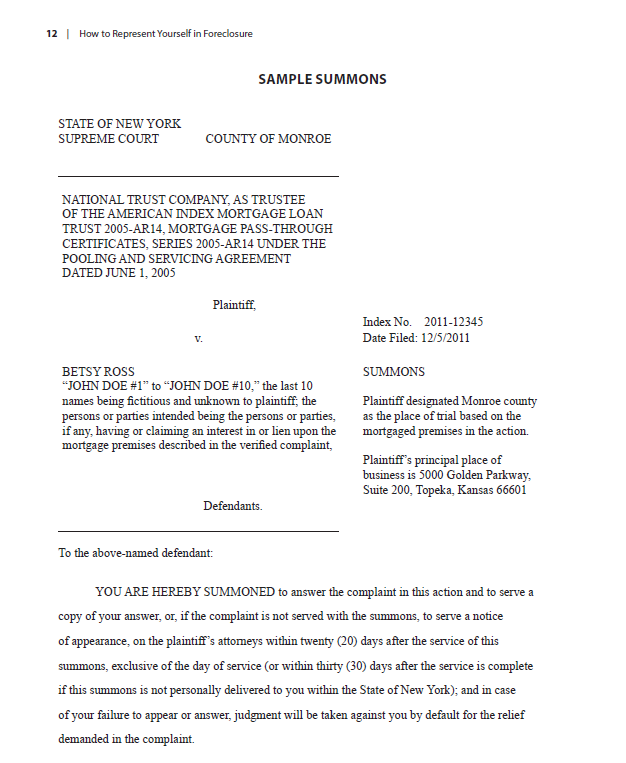 12 | How to Represent Yourself in Foreclosure
SAMPLE SUMMONS
STATE OF NEW YORK
SUPREME COURT COUNTY OF MONROE
NATIONAL TRUST COMPANY, AS TRUSTEE
OF THE AMERICAN INDEX MORTGAGE LOAN
TRUST 2005-AR14, MORTGAGE PASS-THROUGH
CERTIFICATES, SERIES 2005-AR14 UNDER THE
POOLING AND SERVICING AGREEMENT
DATED JUNE 1, 2005
Plaintiff,
v.
Index No. 2011-12345
Date Filed: 12/5/2011
BETSY ROSS
“JOHN DOE #1” to “JOHN DOE #10,” the last 10
names being fictitious and unknown to plaintiff; the
persons or parties intended being the persons or parties,
if any, having or claiming an interest in or lien upon the
mortgage premises described in the verified complaint,
Defendants.
SUMMONS
Plaintiff designated Monroe county
as the place of trial based on the
mortgaged premises in the action.
Plaintiff’s principal place of
business is 5000 Golden Parkway,
Suite 200, Topeka, Kansas 66601
To the above-named defendant:
YOU ARE HEREBY SUMMONED to answer the complaint in this action and to serve a
copy of your answer, or, if the complaint is not served with the summons, to serve a notice
of appearance, on the plaintiff’s attorneys within twenty (20) days after the service of this
summons, exclusive of the day of service (or within thirty (30) days after the service is complete
if this summons is not personally delivered to you within the State of New York); and in case
of your failure to appear or answer, judgment will be taken against you by default for the relief
demanded in the complaint.